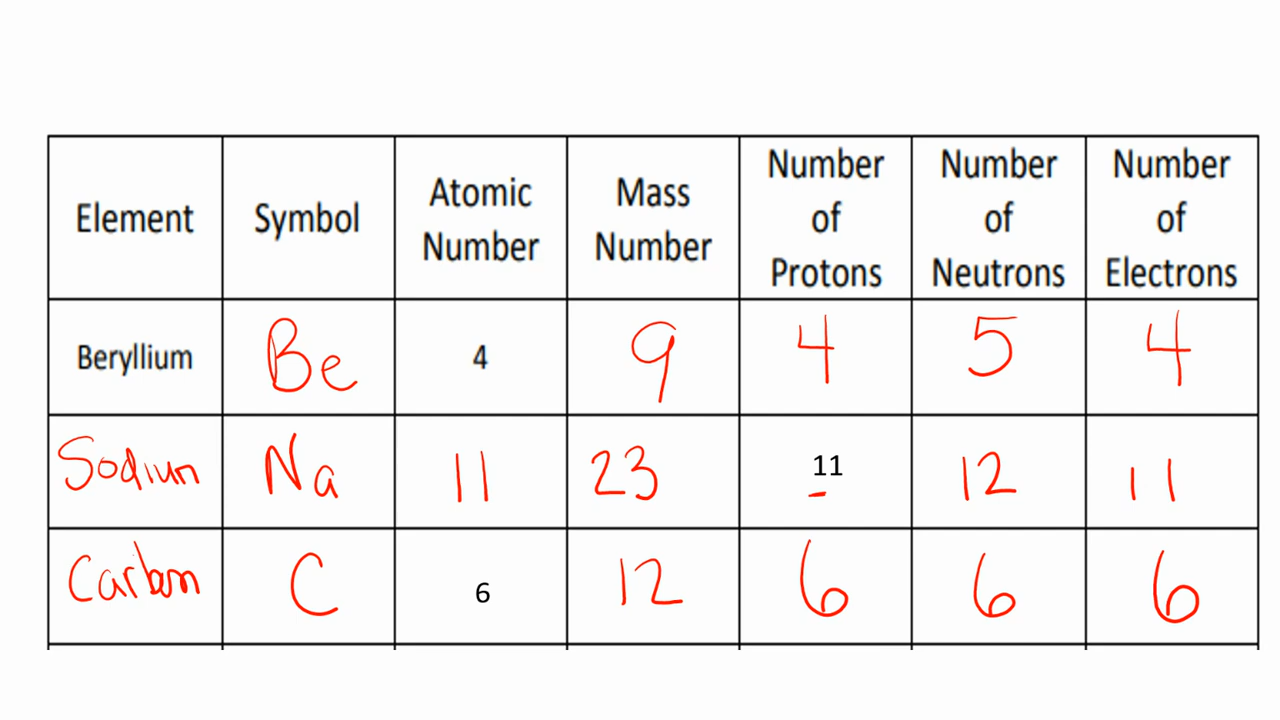 Element Symbol Atomic Number Mass Number Number of Protons Number of Neutrons Number of Electrons
Beryllium Be 4 9 4 5 4
Sodium Na 11 23 11 12 11
Carbon C 6 12 6 6 6